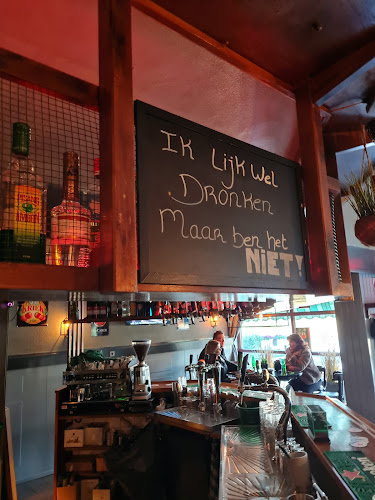 Ik Lijk wel
Dronken
Maar ben het
NIET!